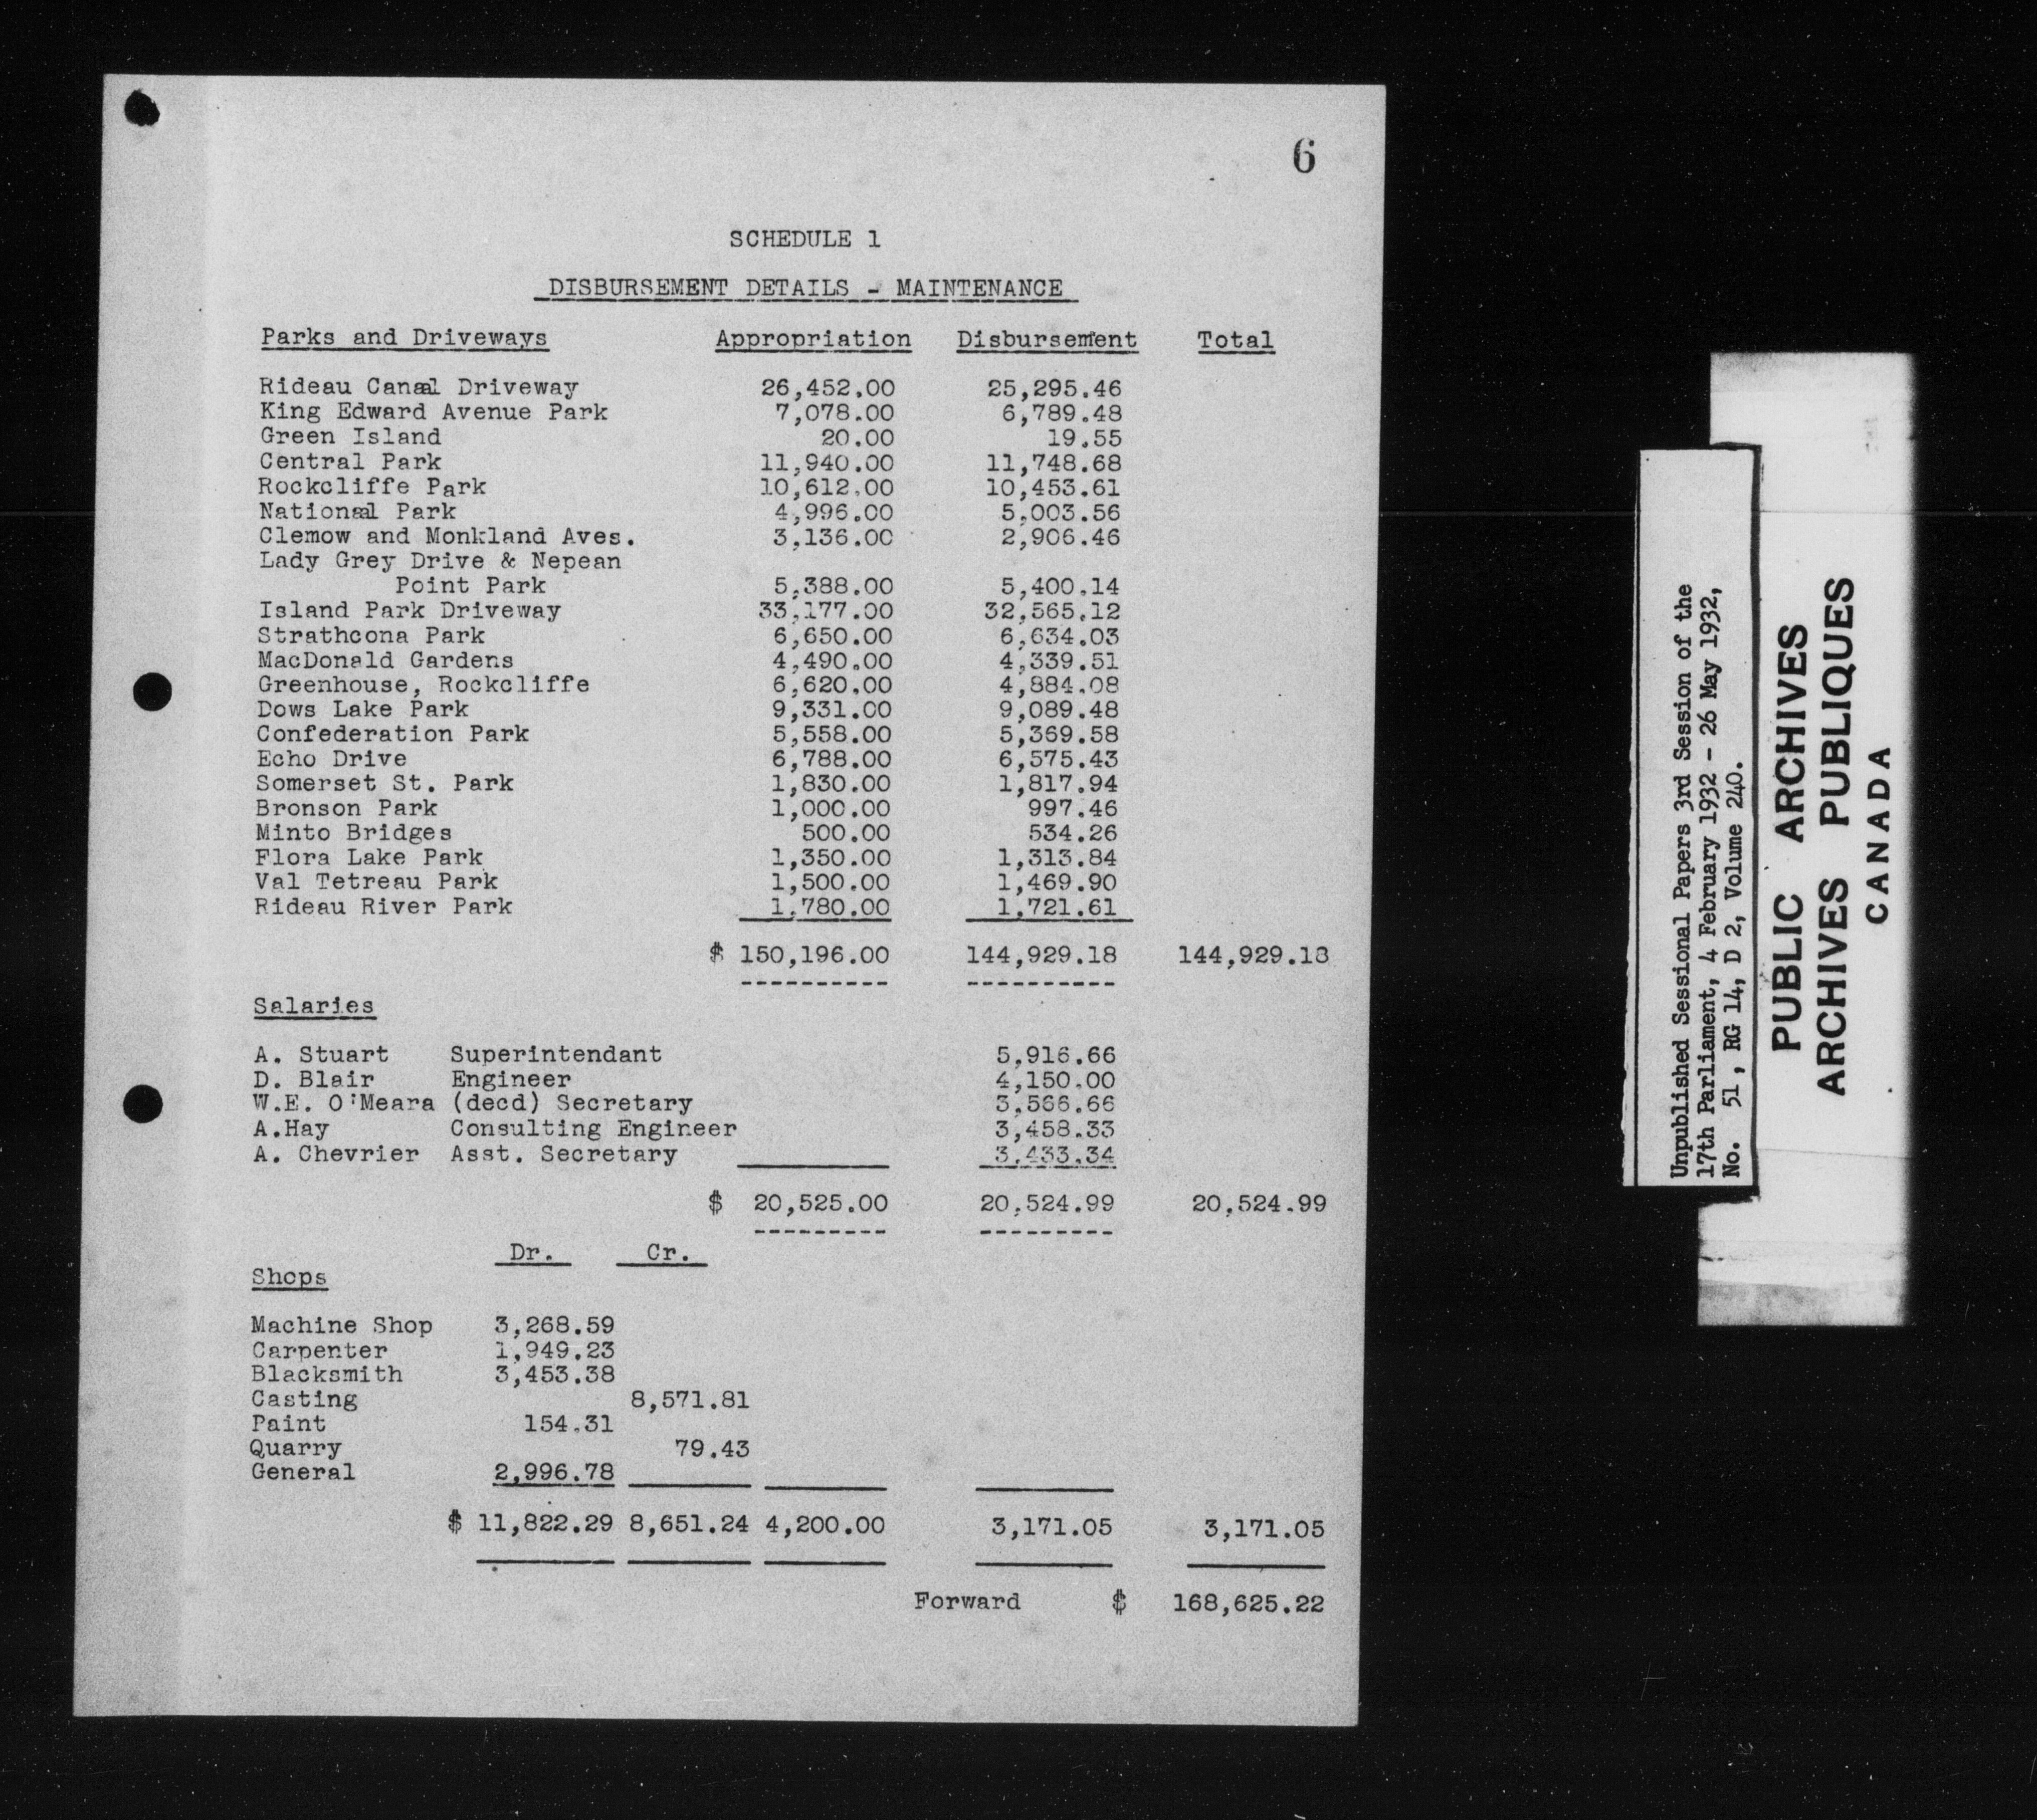 6
SCHEDULE 1
DISBURSEMENT DETAILS - MAINTENANCE
Parks and Driveways Appropriation Disbursement Total
Rideau Canal Driveway 26,452.00 25,295.46
King Edward Avenue Park 7,078.00 6,789.48
Green Island 20.00 19.55
Central Park 11,940.00 11,748.68
Rockcliffe Park 10,612.00 10,453.61
National Park 4,996.00 5,003.56
Clemow and Monkland Aves. 3,136.00 2,906.46
Lady Grey Drive & Nepean
Point Park 5,388.00 5,400.14
Island Park Driveway 33,177.00 32,565.12
Strathcona Park 6,650.00 6,634.03
MacDonald Gardens 4,490.00 4,339.51
Greenhouse, Rockcliffe 6,620.00 4,884.08
Dows Lake Park 9,331.00 9,089.48
Confederation Park 5,558.00 5,369.58
Echo Drive 6,788.00 6,575.43
Somerset St. Park 1,830.00 1,817.94
Bronson Park 1,000.00 997.46
Minto Bridges 500.00 534.26
Flora Lake Park 1,350.00 1,313.84
Val Tetreau Park 1,500.00 1,469.90
Rideau River Park 1,780.00 1,721.61
$ 150,196.00 144,929.18 144,929.18
Salaries
A. Stuart Superintendant 5,916.66
D. Blair Engineer 4,150.00
W.E. O'Meara (decd) Secretary 3,566.66
A.Hay Consulting Engineer 3,458.33
A. Chevrier Asst. Secretary 3,433.34
$ 20,525.00 20,524.99 20,524.99
Dr. Cr.
Shops
Machine Shop 3,268.59
Carpenter 1,949.23
Blacksmith 3,453.38
Casting 8,571.81
Paint 154.31
Quarry 79.43
General 2,996.78
$ 11,822.29 8,651.24 4,200.00 3,171.05 3,171.05
Forward $ 168,625.22
Unpublished Sessional Papers 3rd Session of the
17th Parliament, 4 February 1932 - 26 May 1932,
No. 51, RG 14, D 2, Volume 240.
PUBLIC ARCHIVES
ARCHIVES PUBLIQUES
CANADA